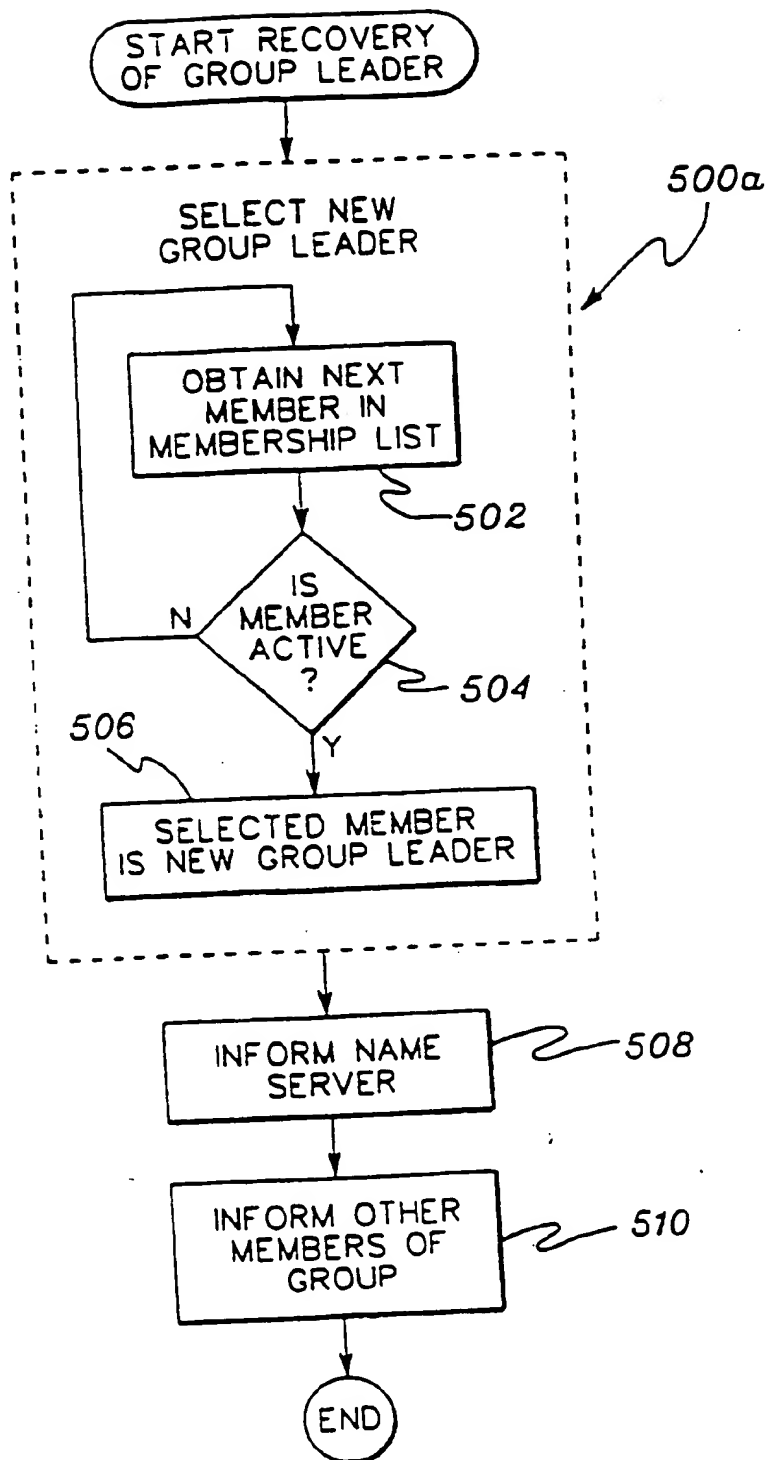 START RECOVERY
OF GROUP LEADER
500a
SELECT NEW
GROUP LEADER
OBTAIN NEXT
MEMBER IN
MEMBERSHIP LIST
502
IS
MEMBER
ACTIVE
?
N
504
Y
506
SELECTED MEMBER
IS NEW GROUP LEADER
INFORM NAME
SERVER
508
INFORM OTHER
MEMBERS OF
GROUP
510
END